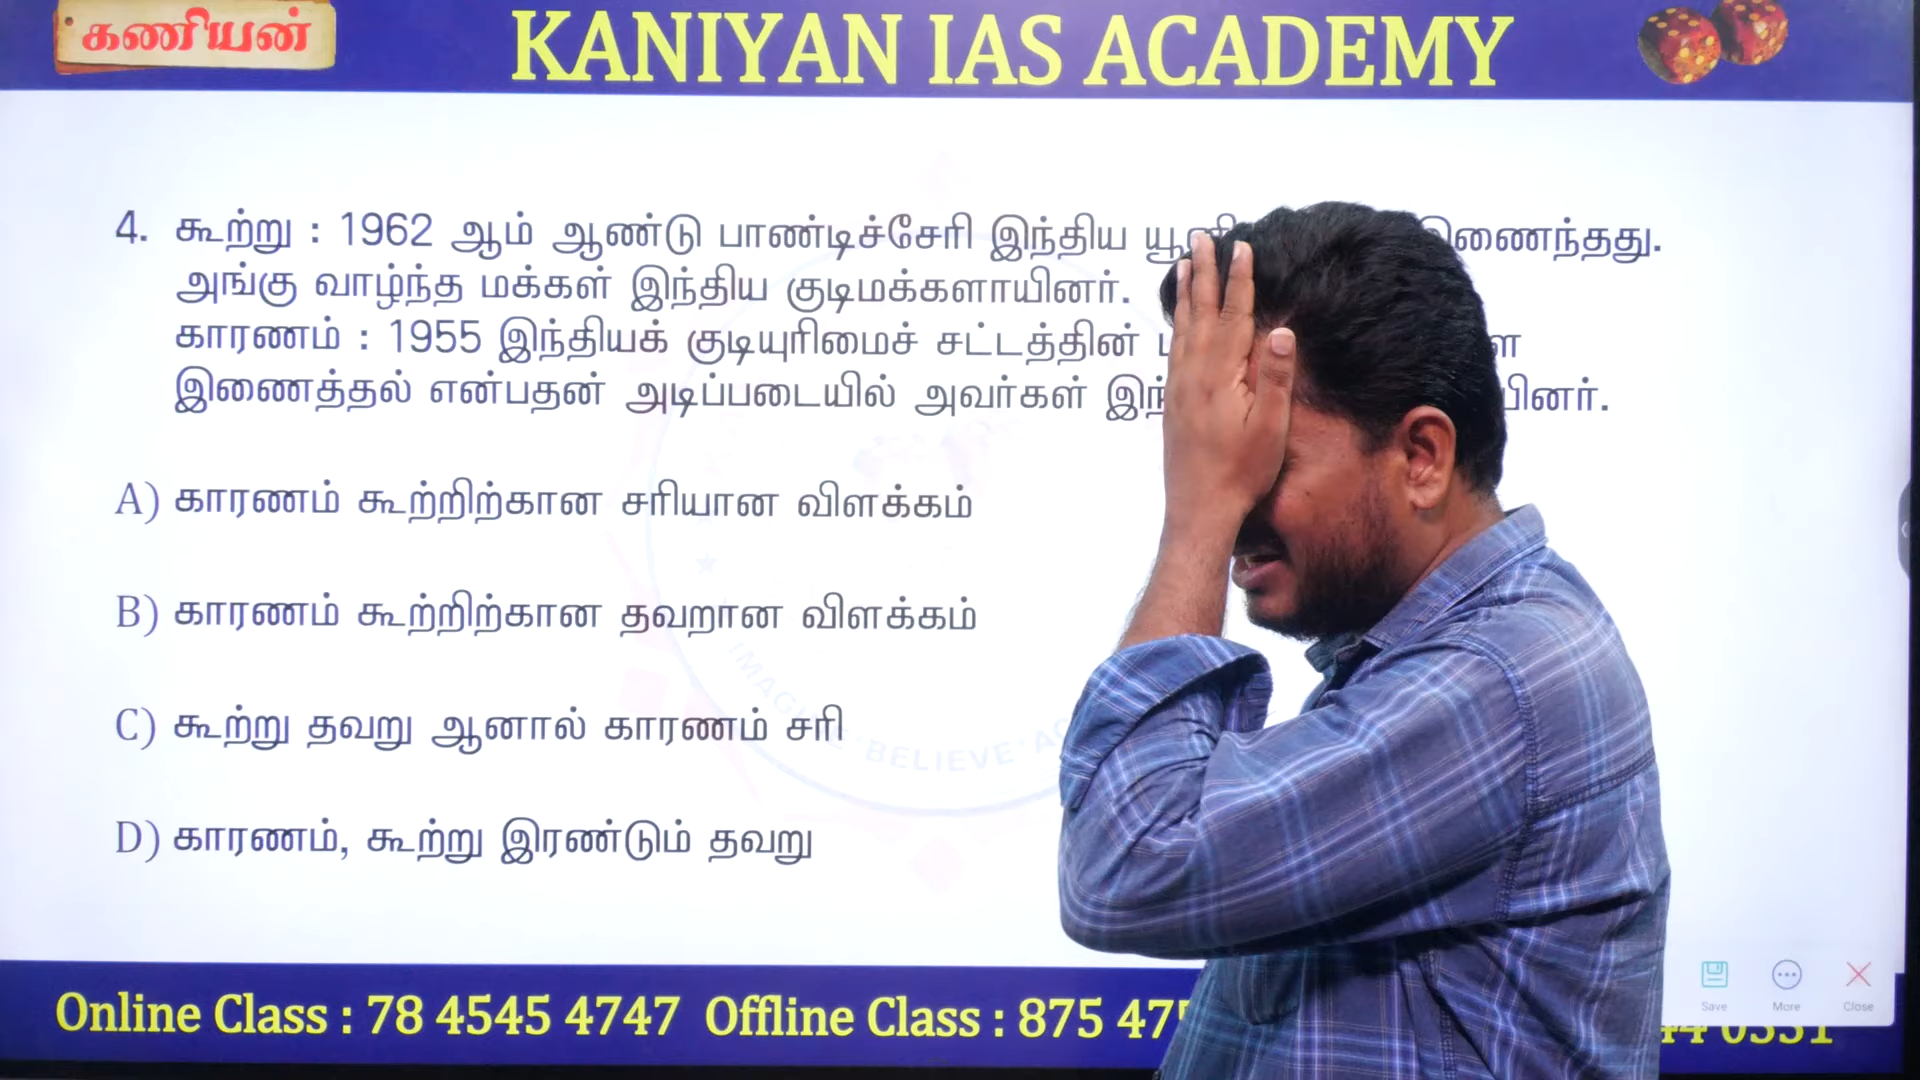 கணியன்
KANIYAN IAS ACADEMY
4. கூற்று : 1962 ஆம் ஆண்டு பாண்டிச்சேரி இந்திய இணைந்தது.
அங்கு வாழ்ந்த மக்கள் இந்திய குடிமக்களாயினர்.
காரணம் : 1955 இந்தியக் குடியுரிமைச் சட்டத்தின்
இணைத்தல் என்பதன் அடிப்படையில் அவர்கள்
A) காரணம் கூற்றிற்கான சரியான விளக்கம்
B) காரணம் கூற்றிற்கான தவறான விளக்கம்
C) கூற்று தவறு ஆனால் காரணம் சரி
D) காரணம், கூற்று இரண்டும் தவறு
IMAGINE BELIEVE
Online Class : 78 4545 4747 Offline Class : 875
Save More Close